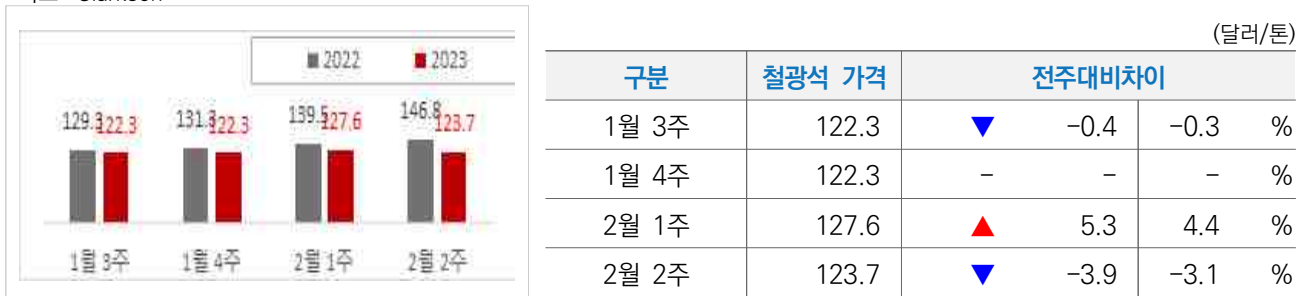 ■ 2022 ■ 2023
129.3 122.3 131.3 122.3 139.5 127.6 146.8 123.7
1월 3주 1월 4주 2월 1주 2월 2주
(달러/톤)
구분 철광석 가격 전주대비차이
1월 3주 122.3 ▼ -0.4 -0.3 %
1월 4주 122.3 - - - %
2월 1주 127.6 ▲ 5.3 4.4 %
2월 2주 123.7 ▼ -3.9 -3.1 %